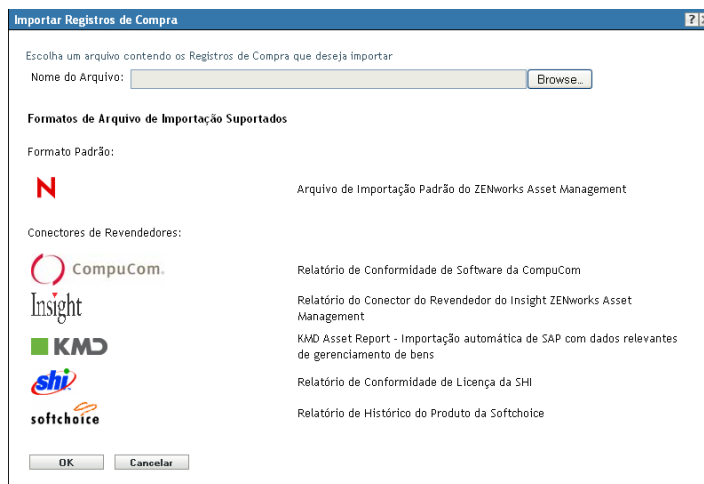 Importar Registros de Compra
?
Escolha um arquivo contendo os Registros de Compra que deseja importar
Nome do Arquivo:
Browse...
Formatos de Arquivo de Importação Suportados
Formato Padrão:
N
Arquivo de Importação Padrão do ZENworks Asset Management
Conectores de Revendedores:
CompuCom.
Relatório de Conformidade de Software da CompuCom
Insight
Relatório do Conector do Revendedor do Insight ZENworks Asset
Management
KMD
KMD Asset Report - Importação automática de SAP com dados relevantes
de gerenciamento de bens
shi
Relatório de Conformidade de Licença da SHI
softchoice
Relatório de Histórico do Produto da Softchoice
OK
Cancelar